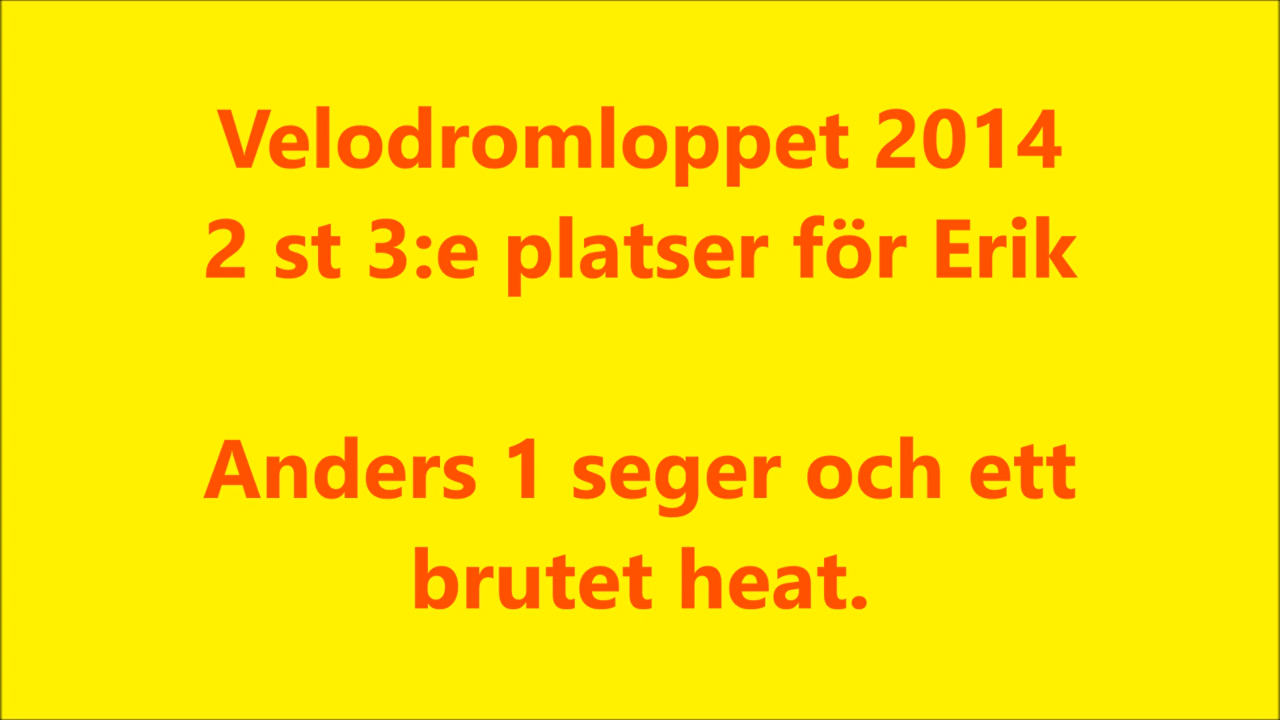 Velodromloppet 2014
2 st 3:e platser för Erik
Anders 1 seger och ett
brutet heat.